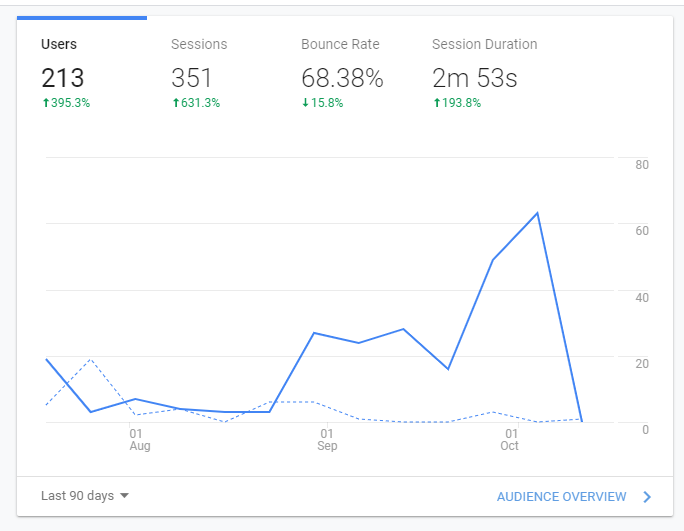 Users Sessions Bounce Rate Session Duration
213 351 68.38% 2m 53s
↑395.3% ↑631.3% ↓15.8% ↑193.8%
80
60
40
20
0
01 01 01
Aug Sep Oct
Last 90 days AUDIENCE OVERVIEW